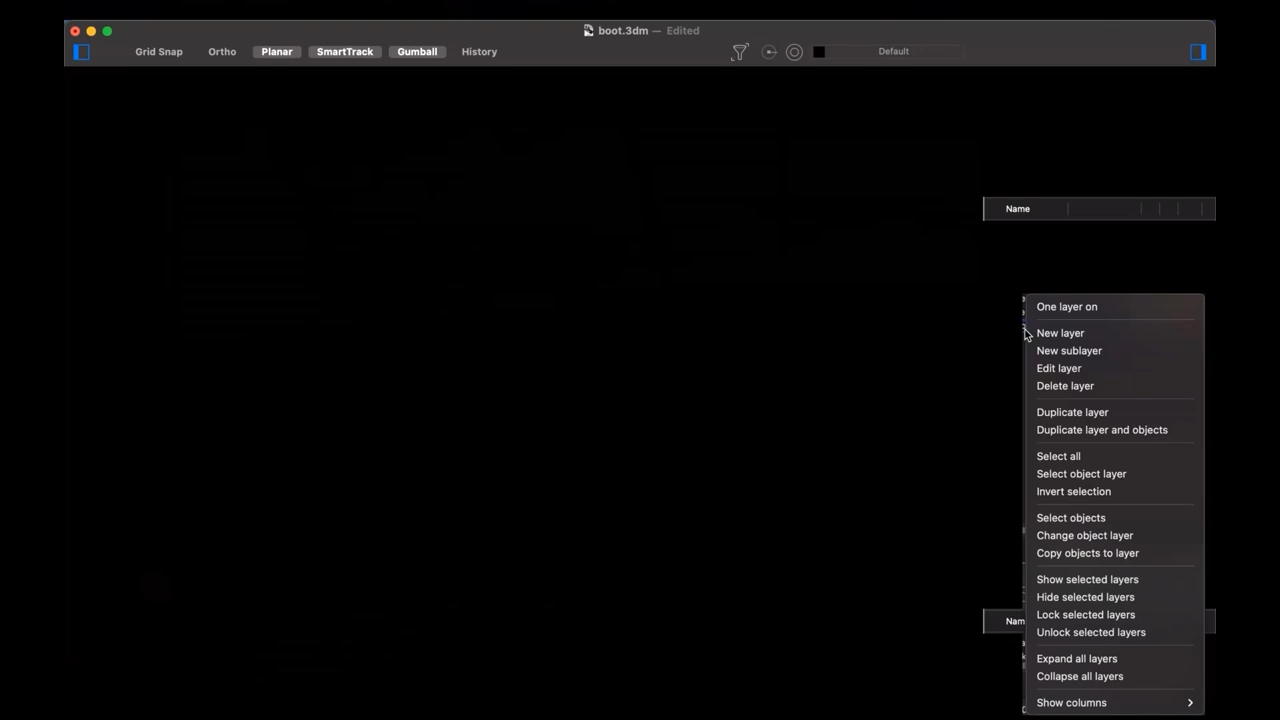 boot.3dm — Edited
Grid Snap Ortho Planar SmartTrack Gumball History Default
Name
One layer on
New layer
New sublayer
Edit layer
Delete layer
Duplicate layer
Duplicate layer and objects
Select all
Select object layer
Invert selection
Select objects
Change object layer
Copy objects to layer
Show selected layers
Hide selected layers
Lock selected layers
Nam
Unlock selected layers
Expand all layers
Collapse all layers
Show columns